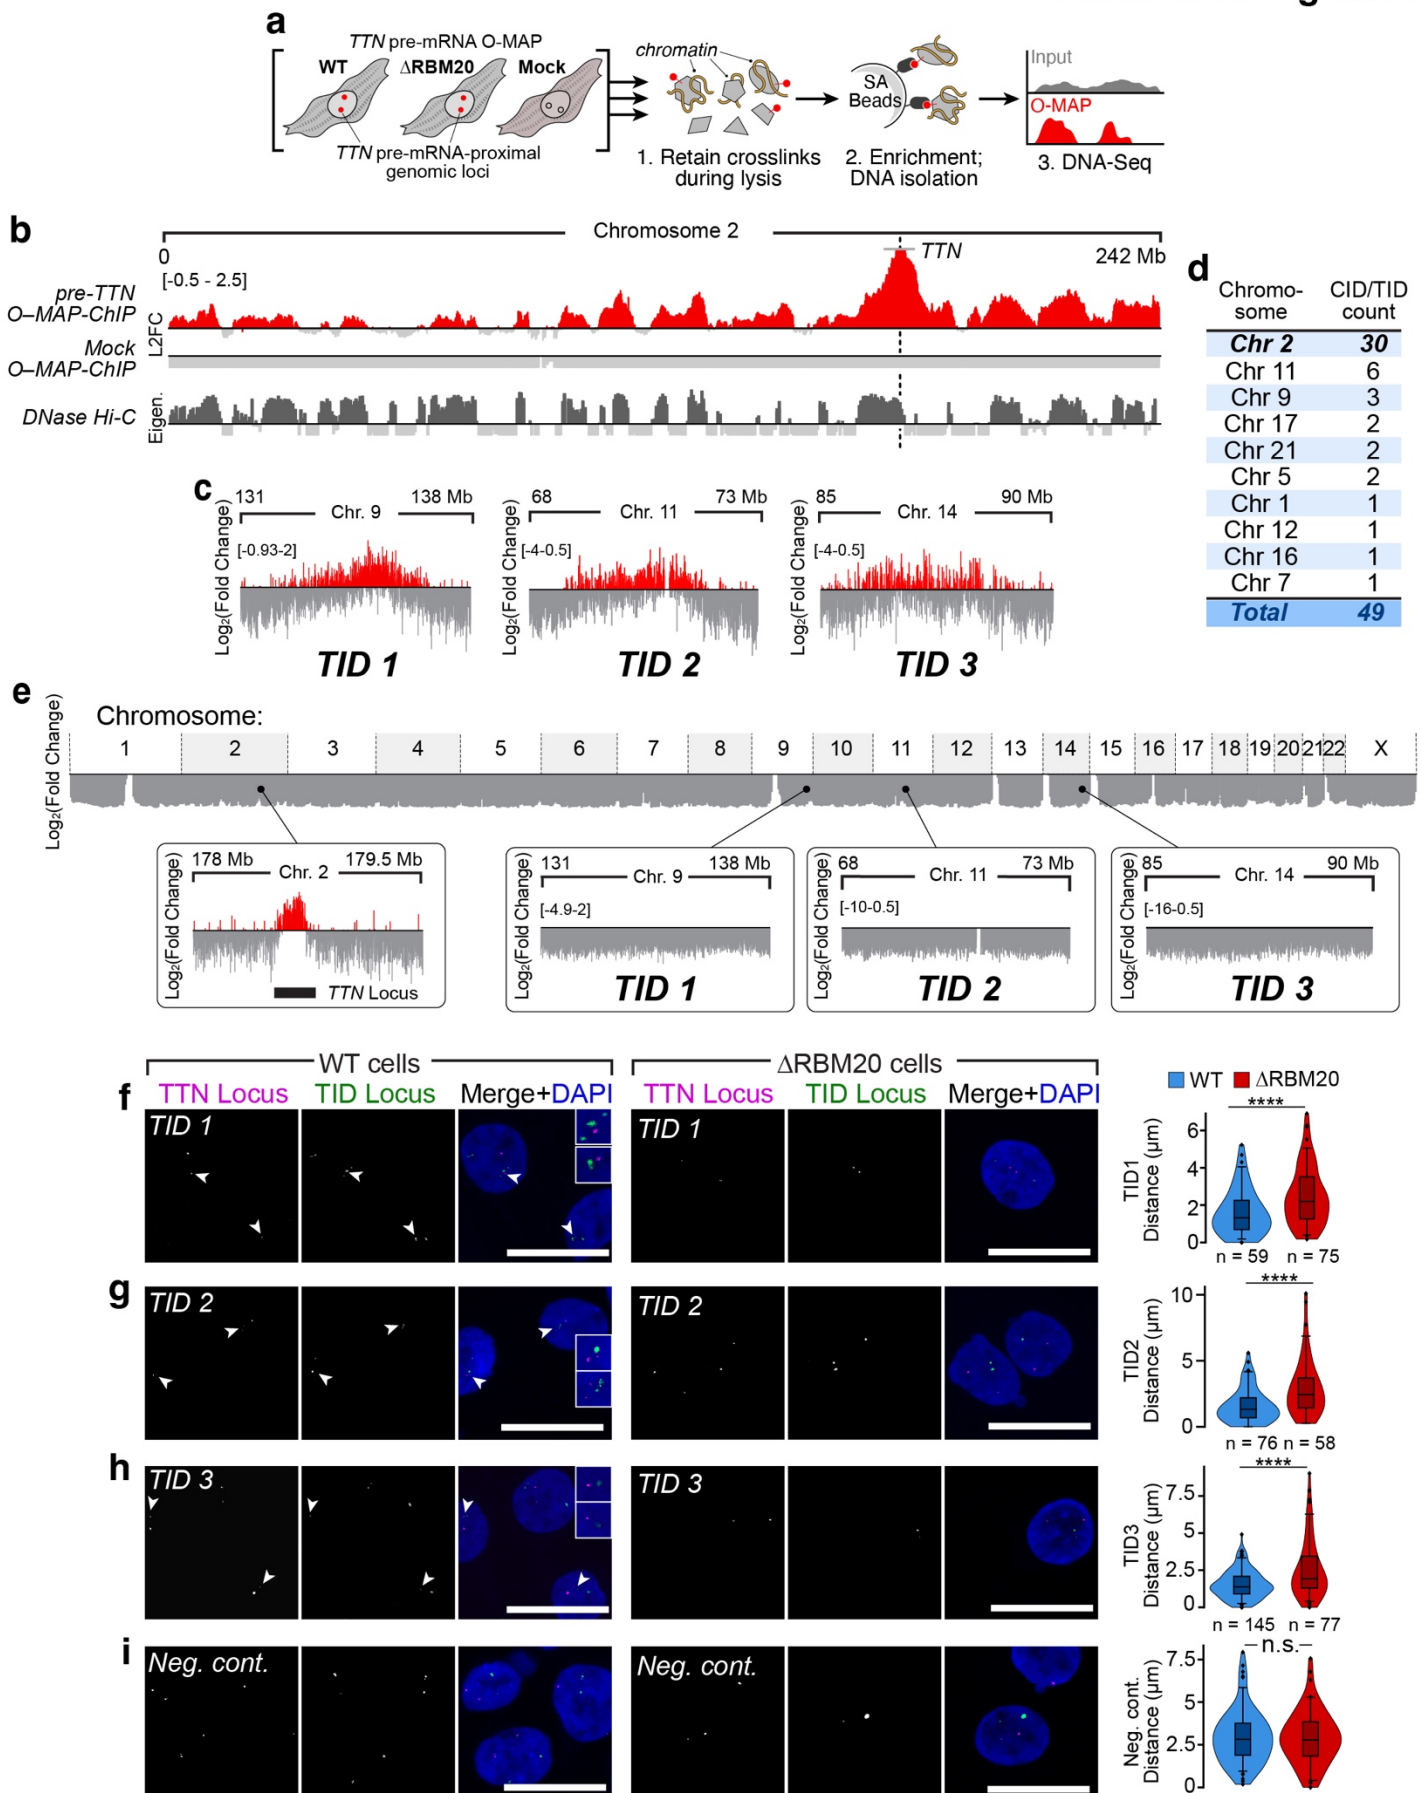 a
TTN pre-mRNA O-MAP
WT ΔRBM20 Mock
TTN pre-mRNA-proximal
genomic loci
chromatin
1. Retain crosslinks
during lysis
SA
Beads
2. Enrichment;
DNA isolation
Input
O-MAP
3. DNA-Seq
b
Chromosome 2
0
242 Mb
[-0.5 - 2.5]
TTN
pre-TTN
O–MAP-ChIP
L2FC
Mock
O–MAP-ChIP
DNase Hi-C
Eigen.
c
Log2(Fold Change)
131 138 Mb
Chr. 9
[-0.93-2]
TID 1
Log2(Fold Change)
68 73 Mb
Chr. 11
[-4-0.5]
TID 2
Log2(Fold Change)
85 90 Mb
Chr. 14
[-4-0.5]
TID 3
d
Chromo-
some
CID/TID
count
Chr 2 30
Chr 11 6
Chr 9 3
Chr 17 2
Chr 21 2
Chr 5 2
Chr 1 1
Chr 12 1
Chr 16 1
Chr 7 1
Total 49
e
Log2(Fold Change)
Chromosome:
1 2 3 4 5 6 7 8 9 10 11 12 13 14 15 16 17 18 19 20 21 22 X
Log2(Fold Change)
178 Mb 179.5 Mb
Chr. 2
TTN Locus
Log2(Fold Change)
131 138 Mb
Chr. 9
[-4.9-2]
TID 1
Log2(Fold Change)
68 73 Mb
Chr. 11
[-10-0.5]
TID 2
Log2(Fold Change)
85 90 Mb
Chr. 14
[-16-0.5]
TID 3
WT cells
ΔRBM20 cells
TTN Locus TID Locus Merge+DAPI
TTN Locus TID Locus Merge+DAPI
WT ΔRBM20
f
TID 1
TID 1
****
TID1
Distance (µm)
6
4
2
0
n = 59 n = 75
g
TID 2
TID 2
****
TID2
Distance (µm)
10
5
0
n = 76 n = 58
h
TID 3
TID 3
****
TID3
Distance (µm)
7.5
5
2.5
0
n = 145 n = 77
i
Neg. cont.
Neg. cont.
n.s.
Neg. cont.
Distance (µm)
7.5
5
2.5
0